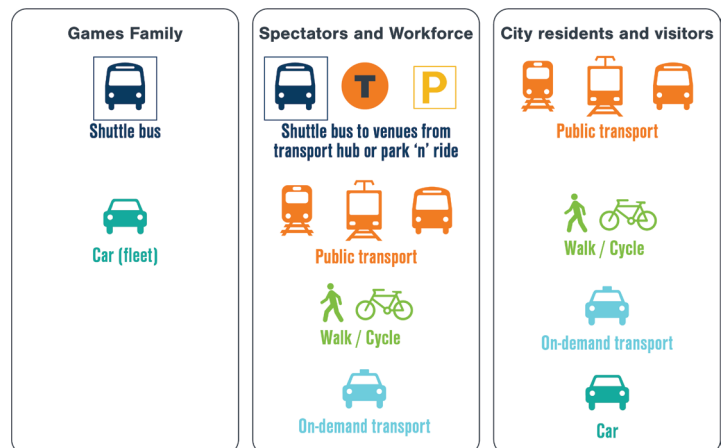 Games Family
Shuttle bus
Car (fleet)
Spectators and Workforce
T
P
Shuttle bus to venues from
transport hub or park ‘n’ ride
Public transport
Walk / Cycle
On-demand transport
City residents and visitors
Public transport
Walk / Cycle
On-demand transport
Car